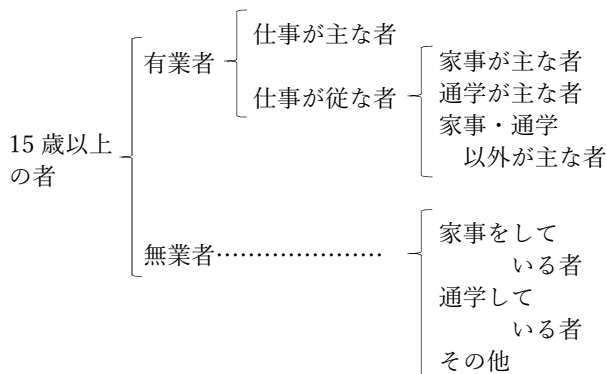 15 歳以上
の者
有業者
仕事が主な者
仕事が従な者
家事が主な者
通学が主な者
家事・通学
以外が主な者
無業者…………………
家事をして
いる者
通学して
いる者
その他